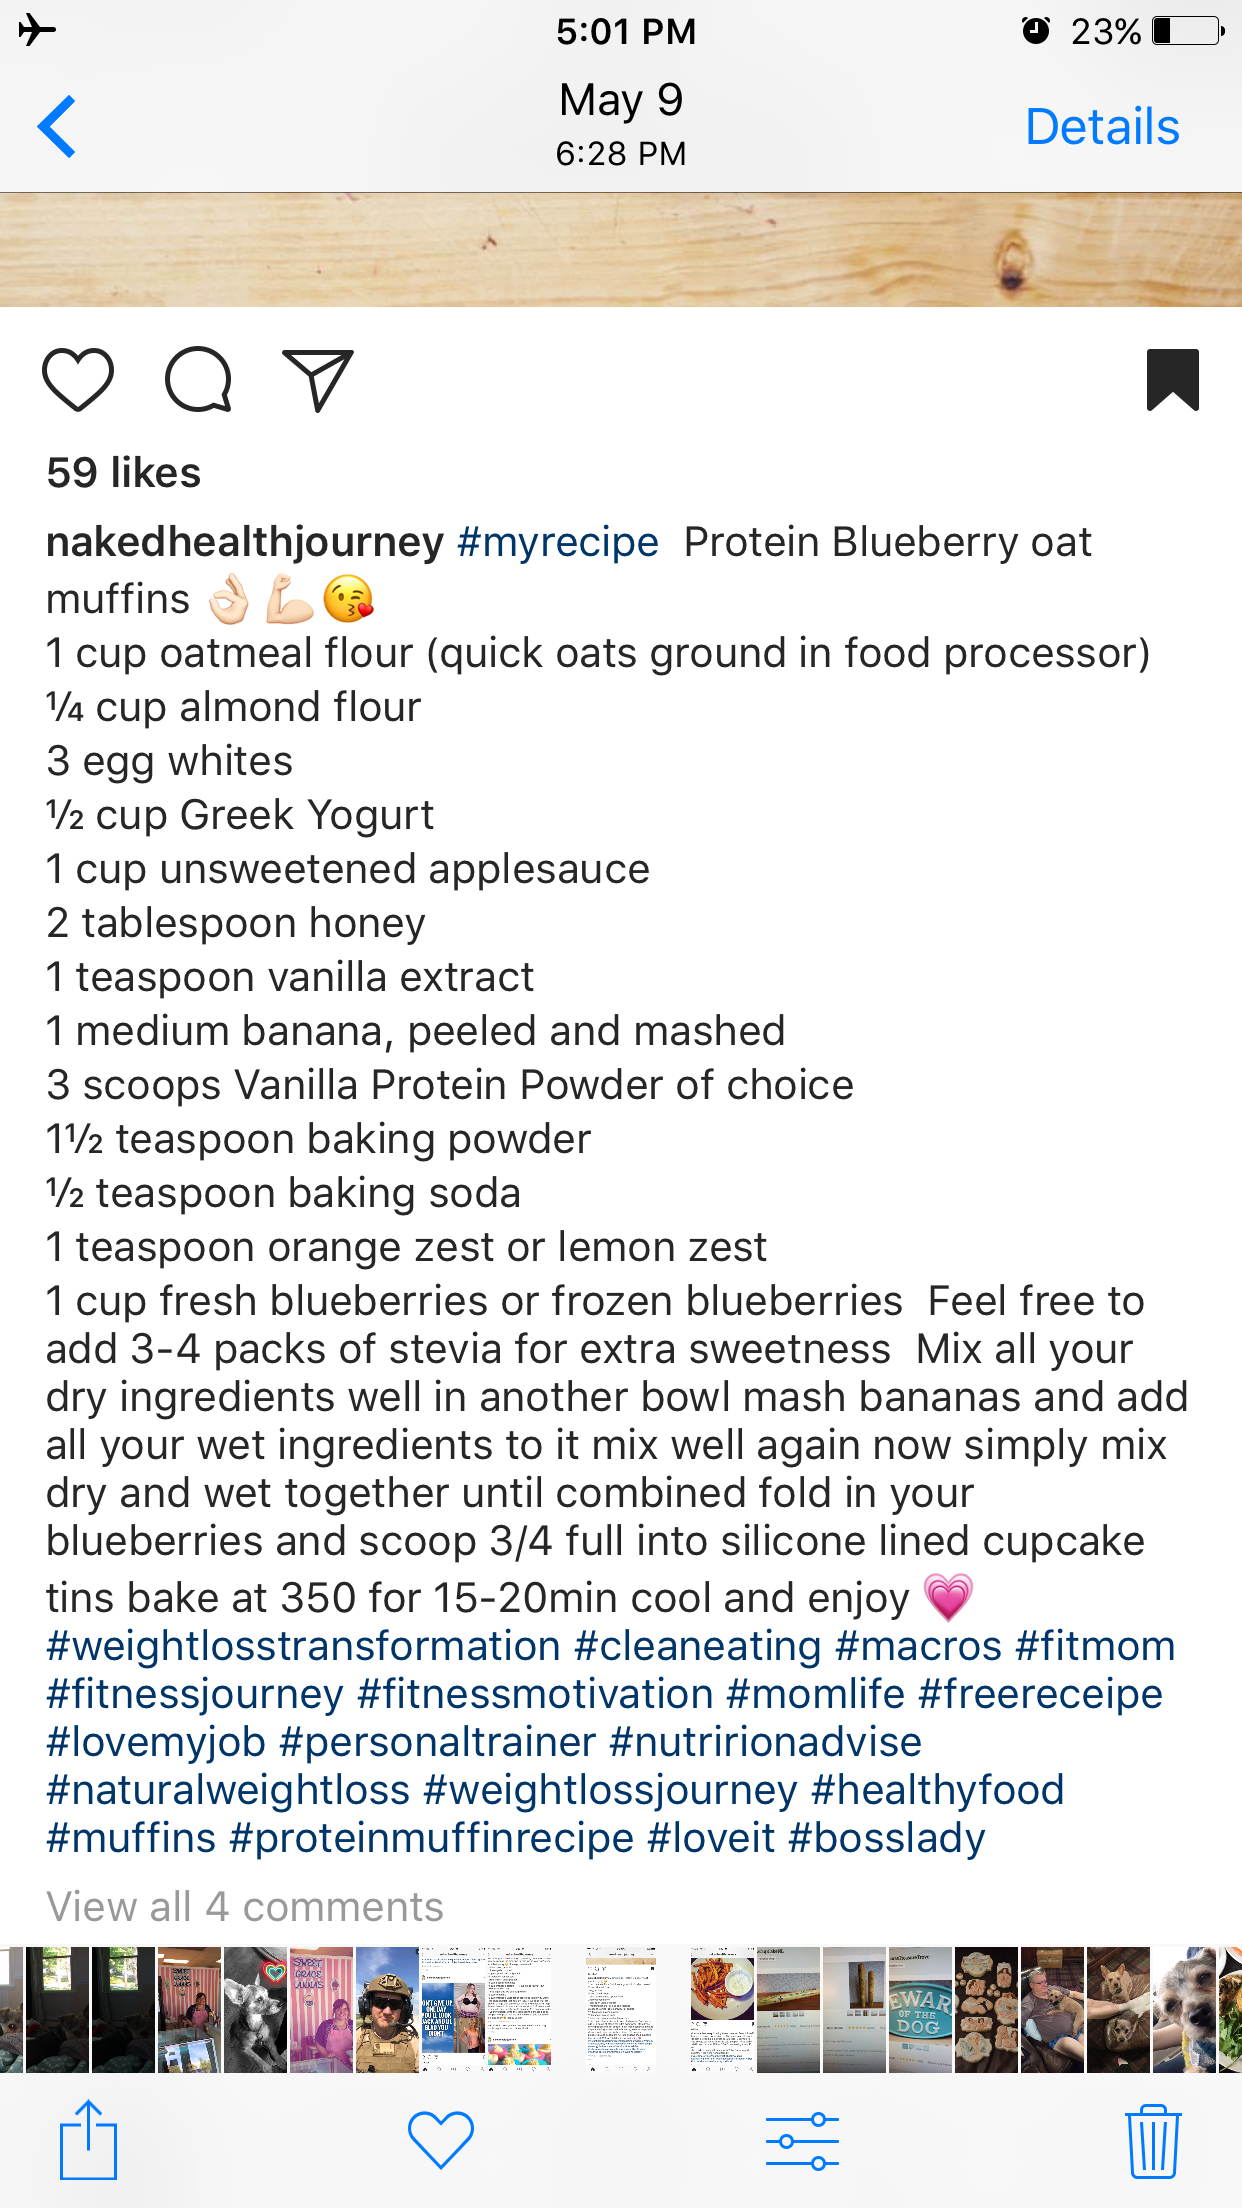 5:01 PM
23%
May 9
6:28 PM
Details
59 likes
nakedhealthjourney #myrecipe  Protein Blueberry oat
muffins 👌🏻💪🏻😘
1 cup oatmeal flour (quick oats ground in food processor)
¼ cup almond flour
3 egg whites
½ cup Greek Yogurt
1 cup unsweetened applesauce
2 tablespoon honey
1 teaspoon vanilla extract
1 medium banana, peeled and mashed
3 scoops Vanilla Protein Powder of choice
1½ teaspoon baking powder
½ teaspoon baking soda
1 teaspoon orange zest or lemon zest
1 cup fresh blueberries or frozen blueberries  Feel free to
add 3-4 packs of stevia for extra sweetness  Mix all your
dry ingredients well in another bowl mash bananas and add
all your wet ingredients to it mix well again now simply mix
dry and wet together until combined fold in your
blueberries and scoop 3/4 full into silicone lined cupcake
tins bake at 350 for 15-20min cool and enjoy 💗
#weightlosstransformation #cleaneating #macros #fitmom
#fitnessjourney #fitnessmotivation #momlife #freereceipe
#lovemyjob #personaltrainer #nutririonadvise
#naturalweightloss #weightlossjourney #healthyfood
#muffins #proteinmuffinrecipe #loveit #bosslady
View all 4 comments
SWEET
GRACE
OF THE
DOG